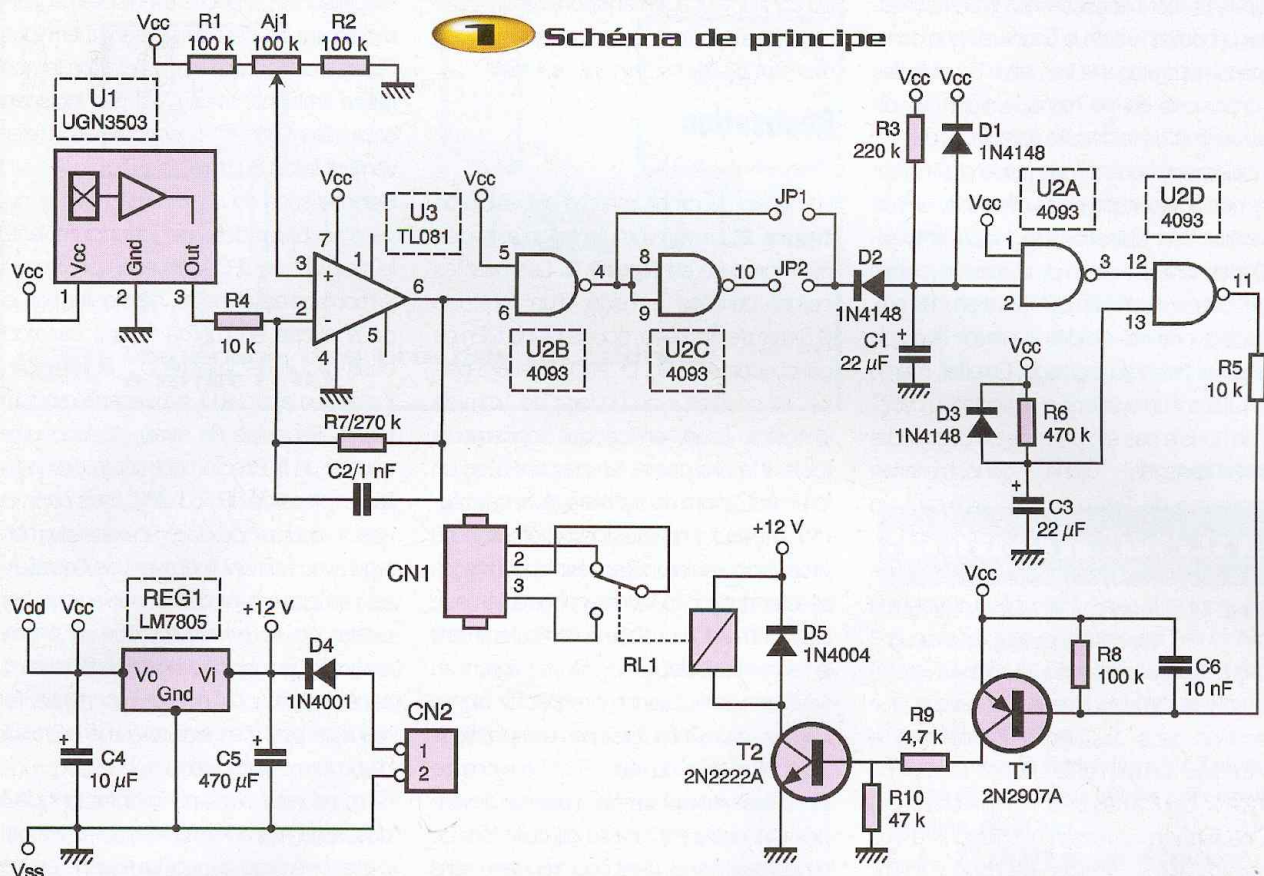 1 Schéma de principe
Vcc
R1
100 k
Aj1
100 k
R2
100 k
U1
UGN3503
Vcc
Gnd
Out
Vcc
1
2
3
R4
10 k
Vcc
U3
TL081
7
3
+
1
2
6
5
4
R7/270 k
C2/1 nF
Vcc
5
6
4
U2B
4093
8
9
10
U2C
4093
JP1
JP2
D2
1N4148
Vcc
Vcc
R3
220 k
D1
1N4148
+
C1
22 µF
Vcc
U2A
4093
2
3
U2D
4093
12
13
11
R5
10 k
Vcc
D3
1N4148
R6
470 k
+
C3
22 µF
CN1
1
2
3
RL1
+12 V
D5
1N4004
T2
2N2222A
R9
4,7 k
R10
47 k
Vcc
T1
2N2907A
R8
100 k
C6
10 nF
Vdd
Vcc
REG1
LM7805
+12 V
Vo
Vi
Gnd
D4
1N4001
CN2
1
2
+
C4
10 µF
+
C5
470 µF
Vss